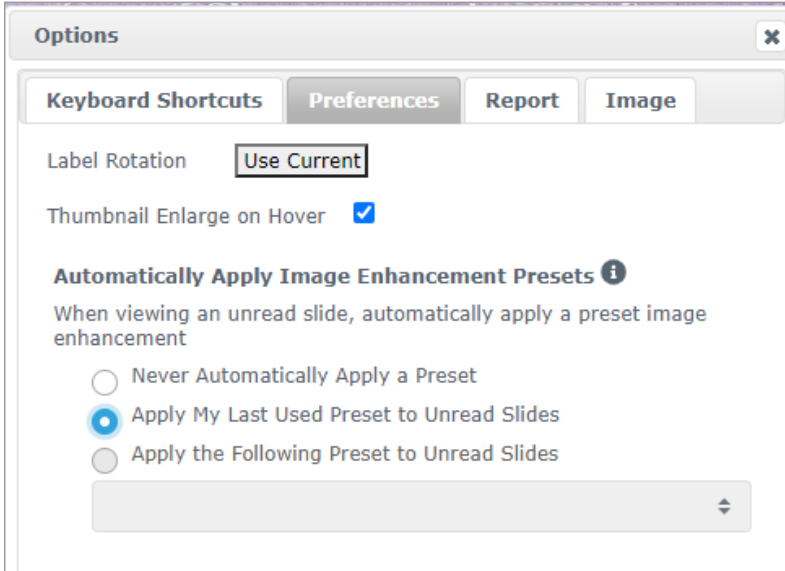 Options
Keyboard Shortcuts Preferences Report Image
Label Rotation Use Current
Thumbnail Enlarge on Hover
Automatically Apply Image Enhancement Presets
When viewing an unread slide, automatically apply a preset image
enhancement
Never Automatically Apply a Preset
Apply My Last Used Preset to Unread Slides
Apply the Following Preset to Unread Slides